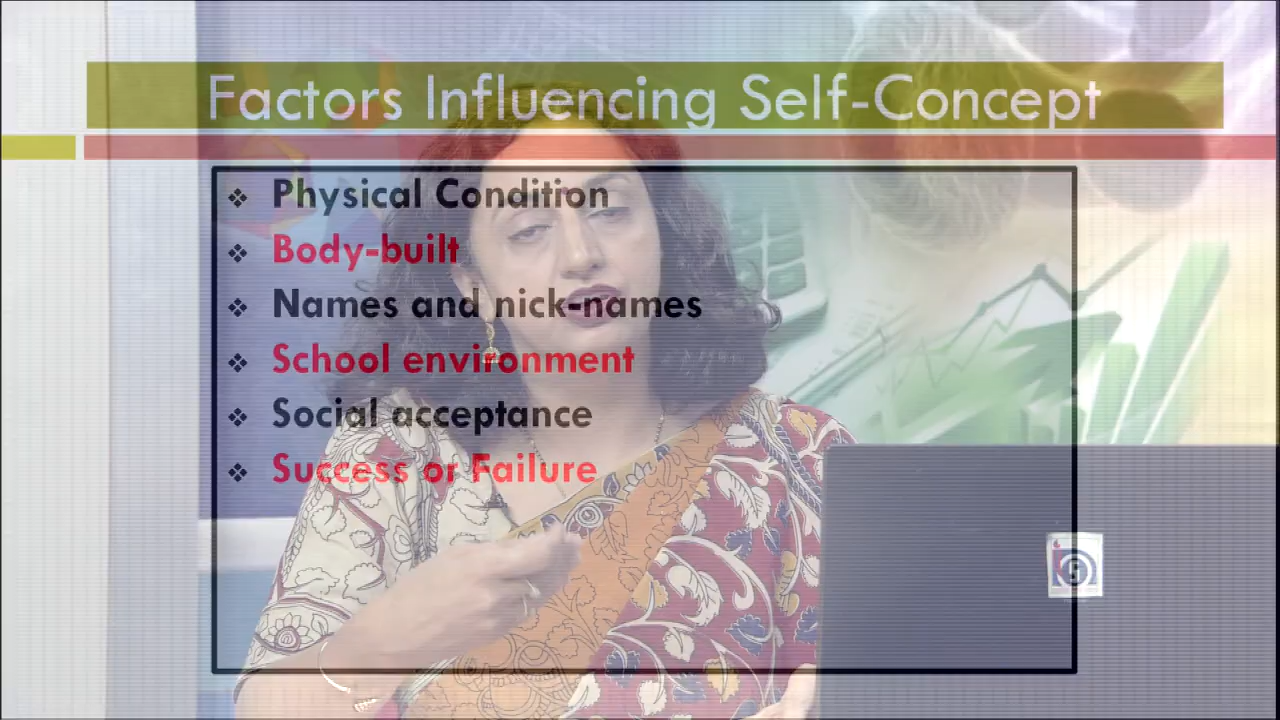 Factors Influencing Self-Concept
Physical Condition
Body-built
Names and nick-names
School environment
Social acceptance
Success or Failure